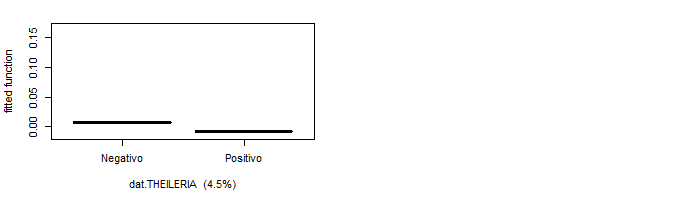 0.15
0.10
0.05
0.00
fitted function
Negativo Positivo
dat.THEILERIA (4.5%)